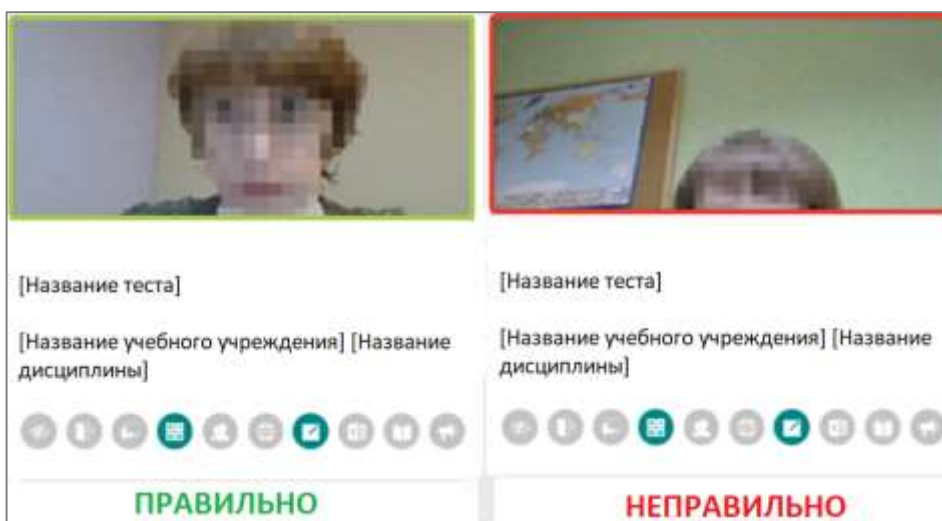 [Название теста]
[Название учебного учреждения] [Название
дисциплины]
ПРАВИЛЬНО
[Название теста]
[Название учебного учреждения] [Название
дисциплины]
НЕПРАВИЛЬНО